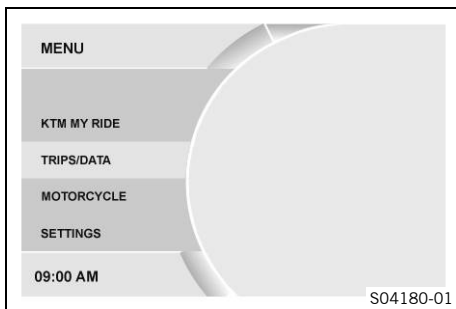 MENU
KTM MY RIDE
TRIPS/DATA
MOTORCYCLE
SETTINGS
09:00 AM
S04180-01